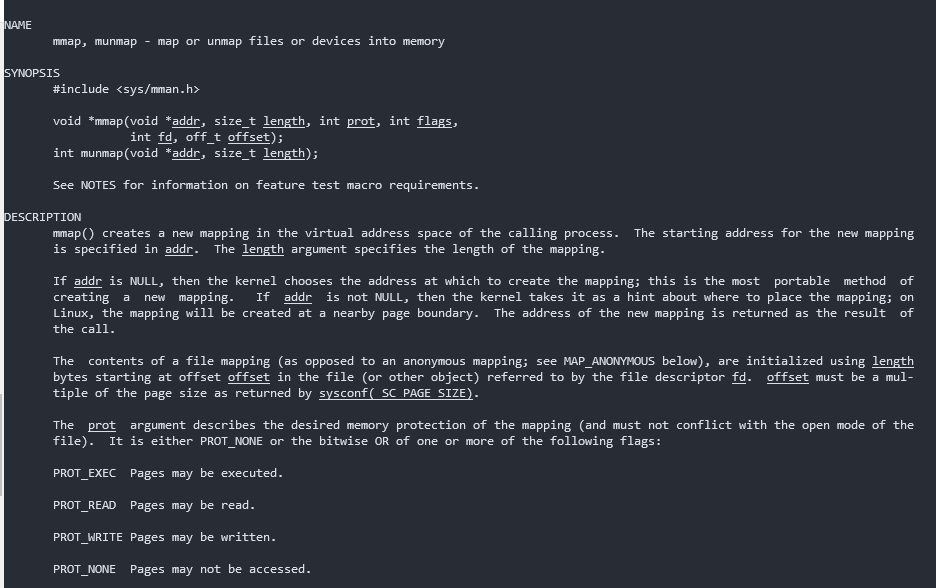 NAME
mmap, munmap - map or unmap files or devices into memory
SYNOPSIS
#include <sys/mman.h>
void *mmap(void *addr, size_t length, int prot, int flags,
int fd, off_t offset);
int munmap(void *addr, size_t length);
See NOTES for information on feature test macro requirements.
DESCRIPTION
mmap() creates a new mapping in the virtual address space of the calling process.  The starting address for the new mapping
is specified in addr.  The length argument specifies the length of the mapping.
If addr is NULL, then the kernel chooses the address at which to create the mapping; this is the most  portable  method  of
creating  a  new  mapping.   If  addr  is not NULL, then the kernel takes it as a hint about where to place the mapping; on
Linux, the mapping will be created at a nearby page boundary.  The address of the new mapping is returned as the result  of
the call.
The  contents of a file mapping (as opposed to an anonymous mapping; see MAP_ANONYMOUS below), are initialized using length
bytes starting at offset offset in the file (or other object) referred to by the file descriptor fd.  offset must be a mul-
tiple of the page size as returned by sysconf(_SC_PAGE_SIZE).
The  prot  argument describes the desired memory protection of the mapping (and must not conflict with the open mode of the
file).  It is either PROT_NONE or the bitwise OR of one or more of the following flags:
PROT_EXEC  Pages may be executed.
PROT_READ  Pages may be read.
PROT_WRITE Pages may be written.
PROT_NONE  Pages may not be accessed.